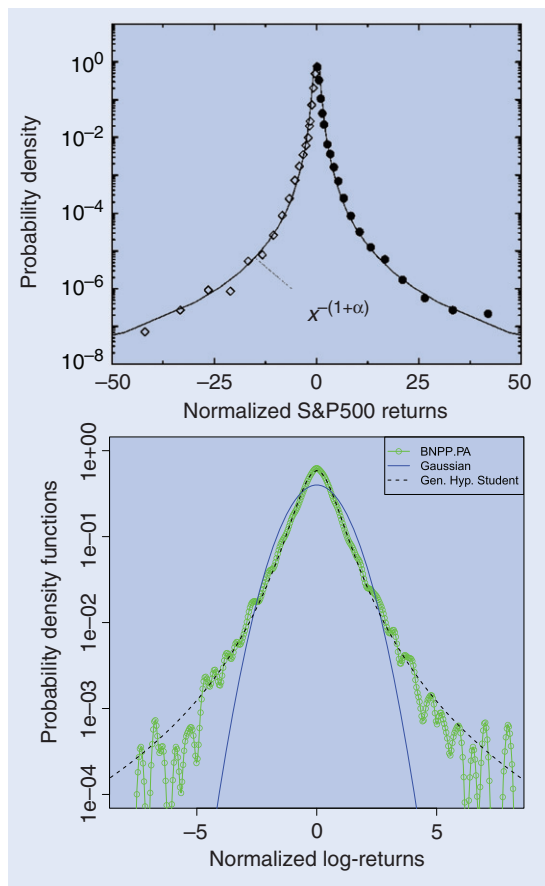 10^0
10^−2
10^−4
10^−6
10^−8
Probability density
x^−(1+α)
−50 −25 0 25 50
Normalized S&P500 returns
1e+00
1e−01
1e−02
1e−03
1e−04
Probability density functions
BNPP.PA
Gaussian
Gen. Hyp. Student
−5 0 5
Normalized log-returns